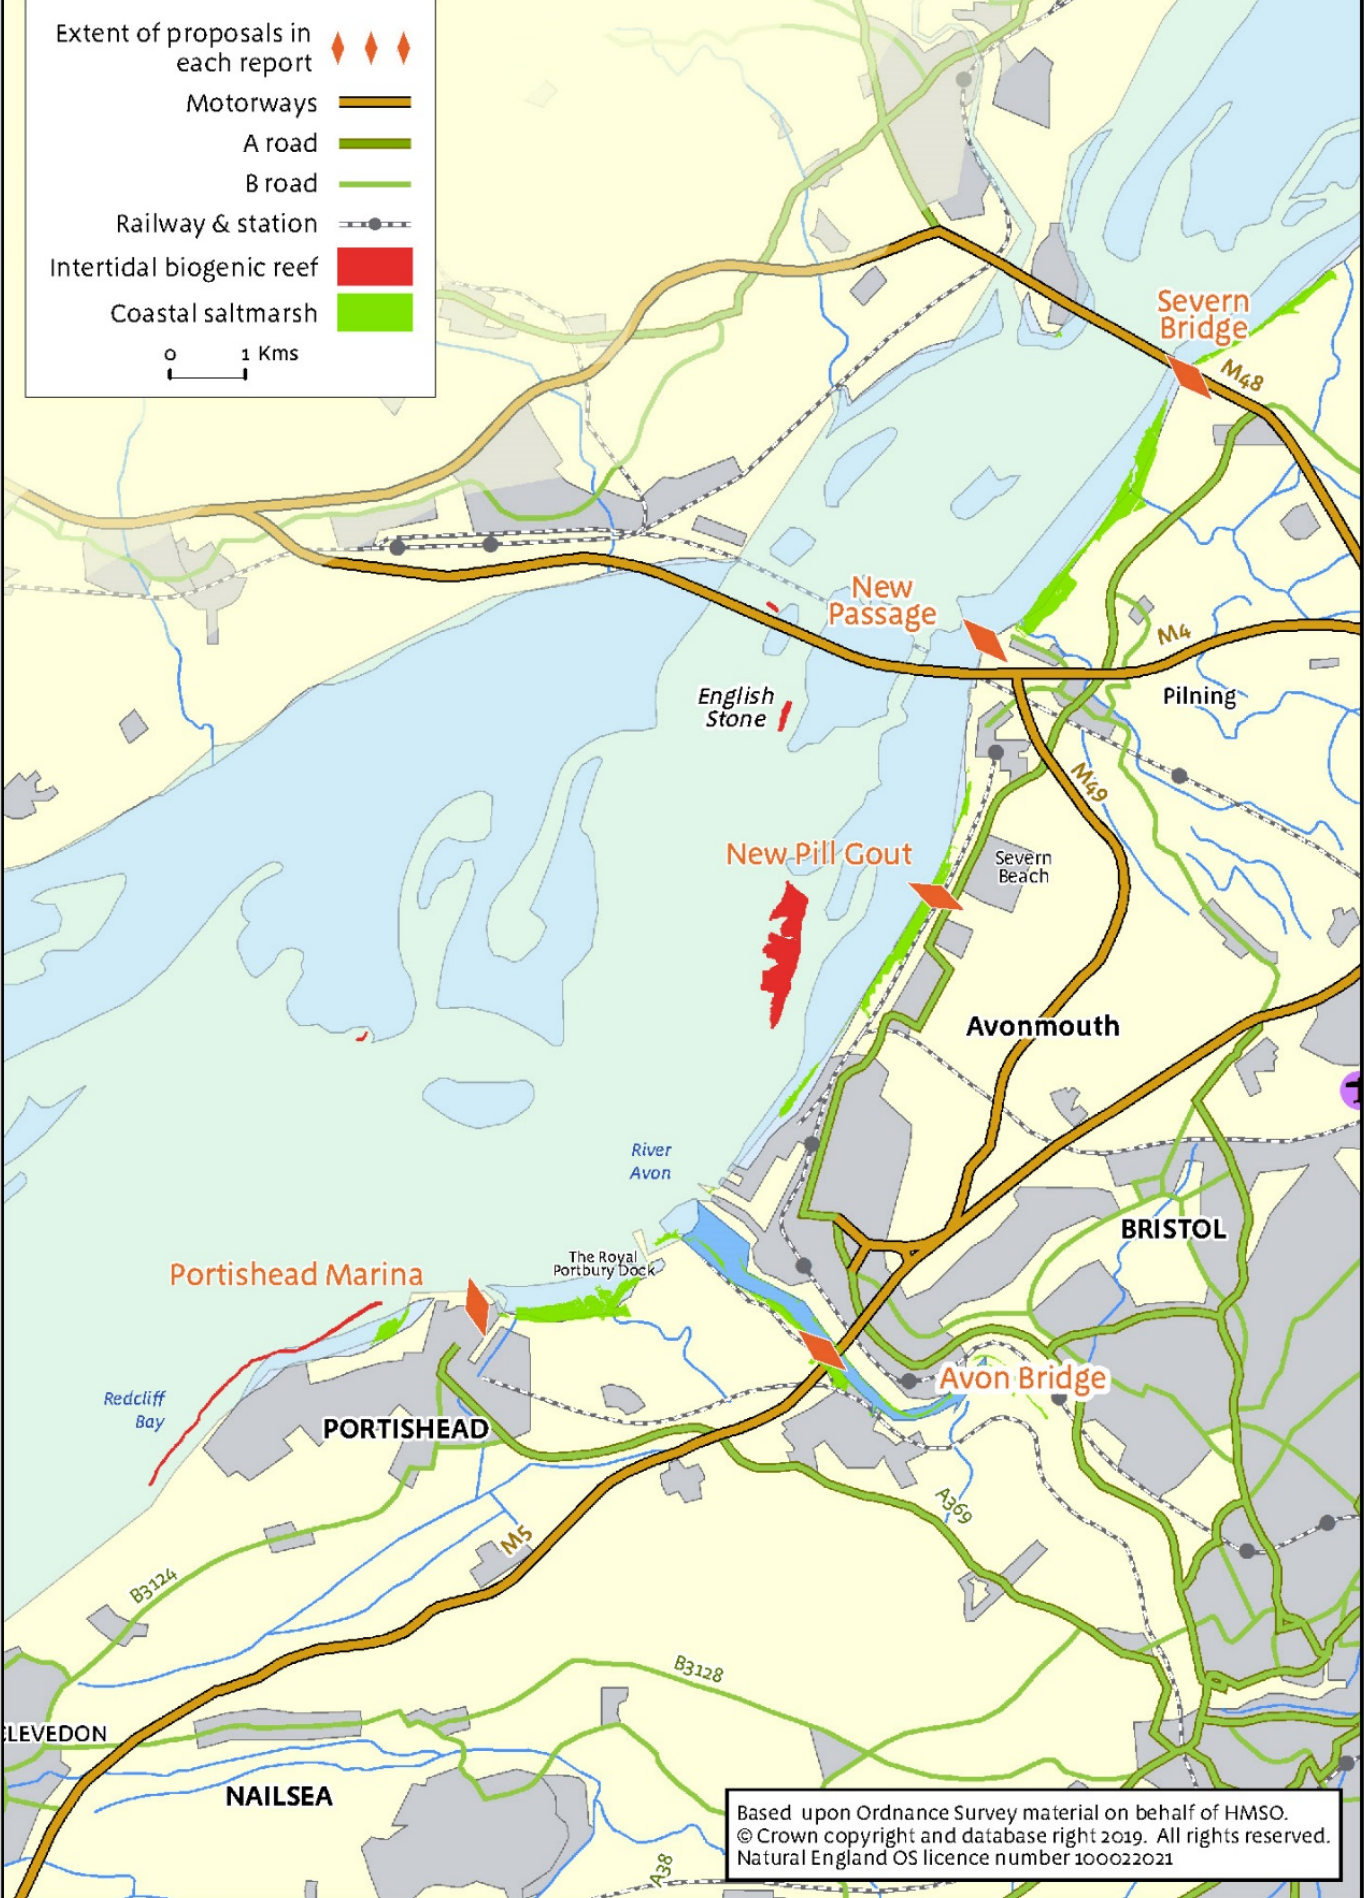 Extent of proposals in
each report
Motorways
A road
B road
Railway & station
Intertidal biogenic reef
Coastal saltmarsh
0 1 Kms
Severn
Bridge
M48
New
Passage
M4
Pilning
English
Stone
M49
New Pill Gout
Severn
Beach
Avonmouth
River
Avon
BRISTOL
The Royal
Portbury Dock
Portishead Marina
Avon Bridge
Redcliff
Bay
PORTISHEAD
A369
M5
B3124
B3128
CLEVEDON
NAILSEA
A38
Based upon Ordnance Survey material on behalf of HMSO.
© Crown copyright and database right 2019. All rights reserved.
Natural England OS licence number 100022021